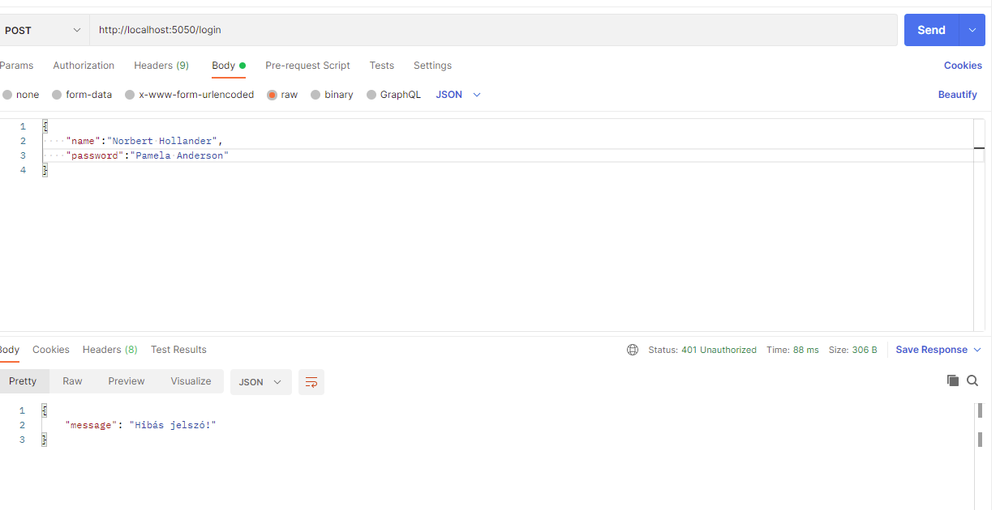 POST http://localhost:5050/login Send
Params Authorization Headers (9) Body Pre-request Script Tests Settings Cookies
none form-data x-www-form-urlencoded raw binary GraphQL JSON Beautify
1 {
2 ····"name":"Norbert·Hollander",
3 ····"password":"Pamela·Anderson"
4 }
Body Cookies Headers (8) Test Results Status: 401 Unauthorized Time: 88 ms Size: 306 B Save Response
Pretty Raw Preview Visualize JSON
1 {
2 "message": "Hibás jelszó!"
3 }